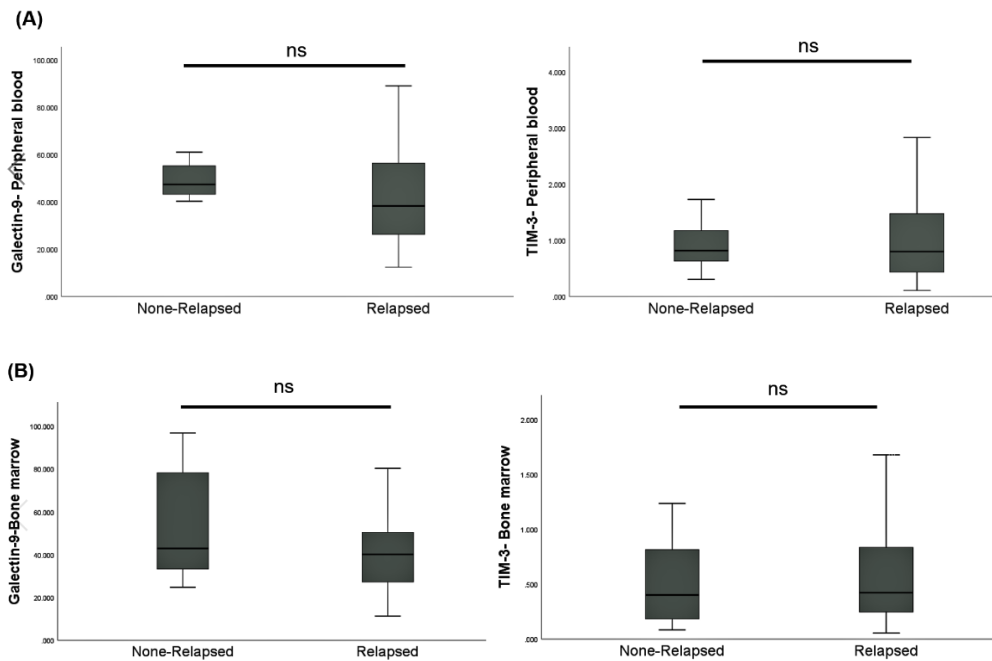 (A)
ns
Galectin-9- Peripheral blood
100.000
80.000
60.000
40.000
20.000
.000
None-Relapsed Relapsed
ns
TIM-3- Peripheral blood
4.000
3.000
2.000
1.000
.000
None-Relapsed Relapsed
(B)
ns
Galectin-9-Bone marrow
100.000
80.000
60.000
40.000
20.000
.000
None-Relapsed Relapsed
ns
TIM-3- Bone marrow
2.000
1.500
1.000
.500
.000
None-Relapsed Relapsed